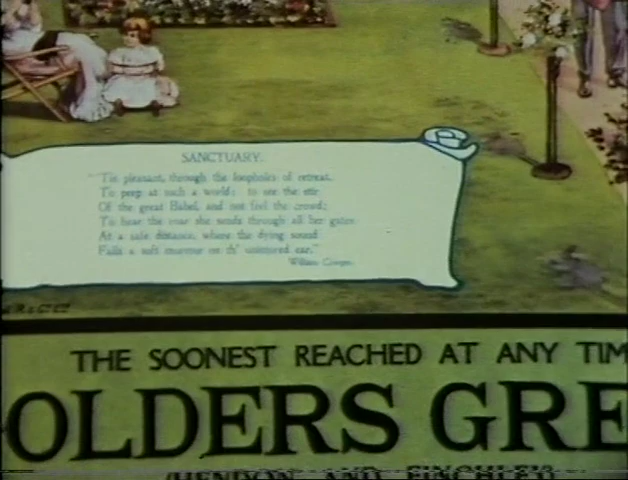 SANCTUARY.
"Tis pleasant, through the loopholes of retreat,
To peep at such a world: to see the stir
Of the great Babel, and not feel the crowd;
To hear the roar she sends through all her gates
At a safe distance, where the dying sound
Falls a soft murmur on th' uninjured ear."
William Cowper.
THE SOONEST REACHED AT ANY TIM
OLDERS GRE
(HENDON AND FINCHLEY)